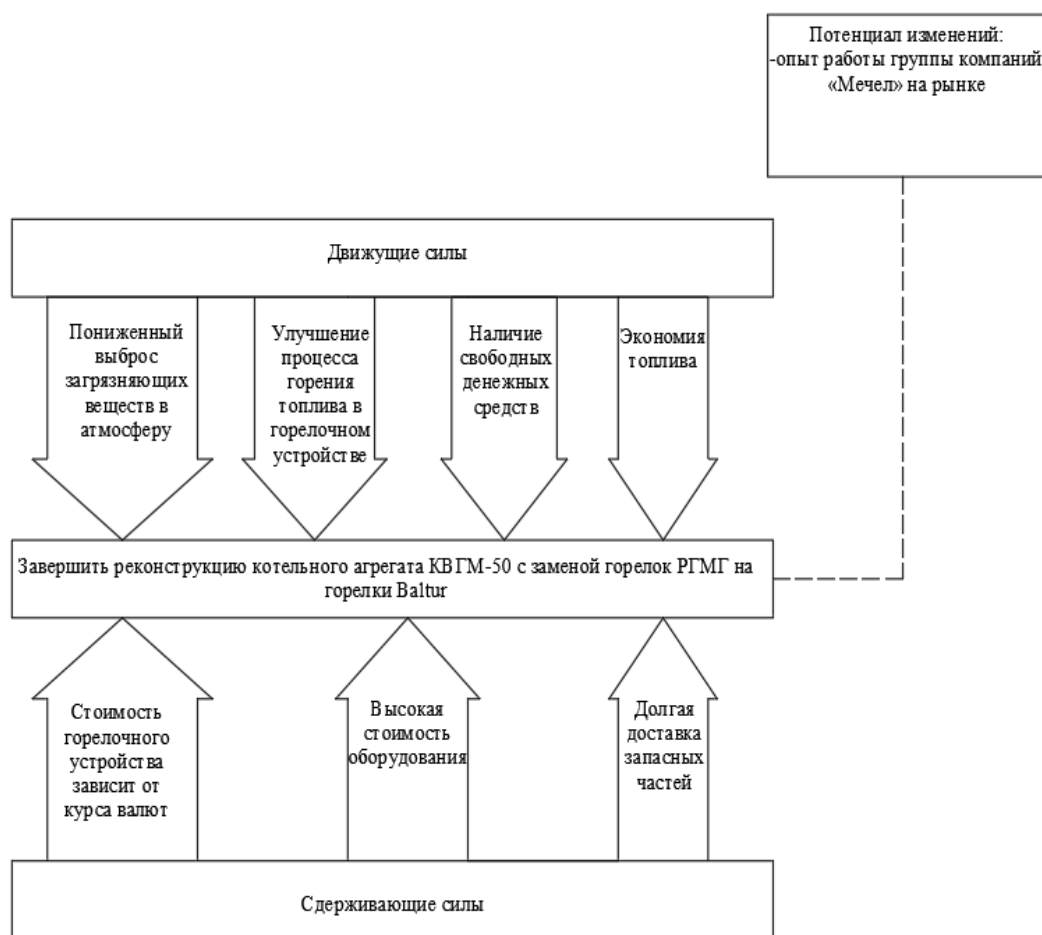 Потенциал изменений:
-опыт работы группы компаний
«Мечел» на рынке
Движущие силы
Пониженный
выброс
загрязняющих
веществ в
атмосферу
Улучшение
процесса
горения
топлива в
горелочном
устройстве
Наличие
свободных
денежных
средств
Экономия
топлива
Завершить реконструкцию котельного агрегата КВГМ-50 с заменой горелок РГМГ на
горелки Baltur
Стоимость
горелочного
устройства
зависит от
курса валют
Высокая
стоимость
оборудования
Долгая
доставка
запасных
частей
Сдерживающие силы